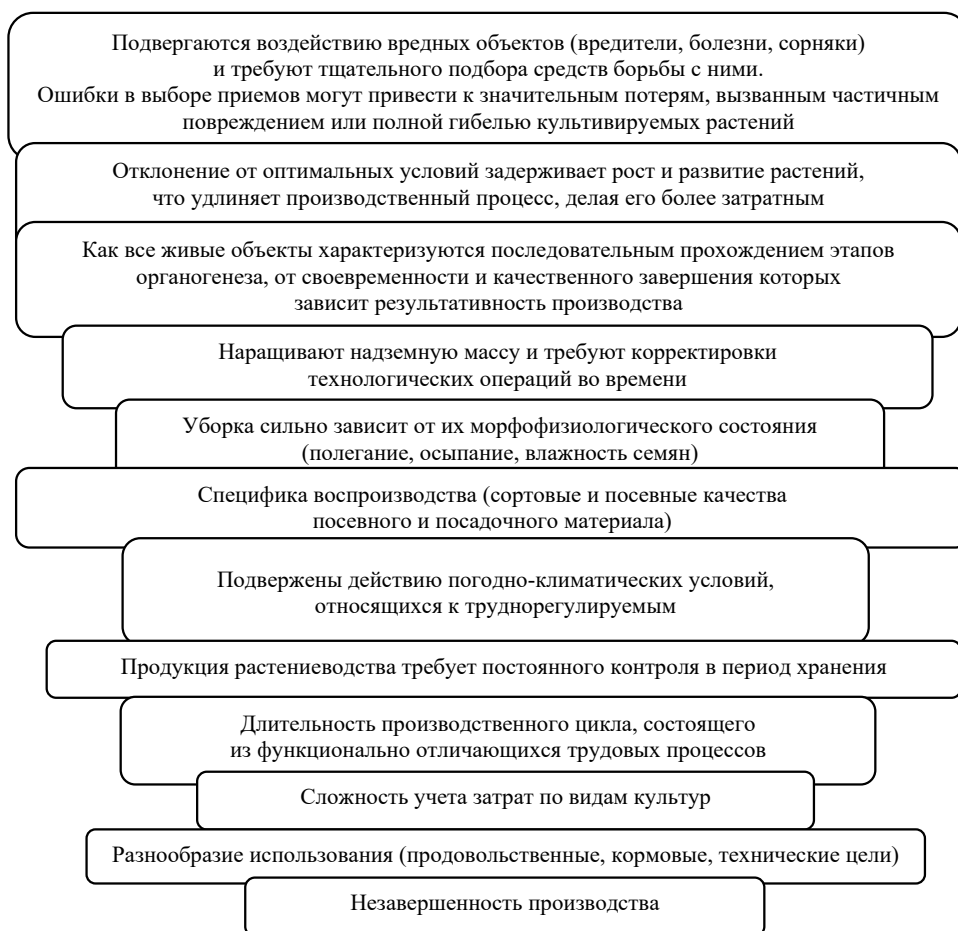 Подвергаются воздействию вредных объектов (вредители, болезни, сорняки)
и требуют тщательного подбора средств борьбы с ними.
Ошибки в выборе приемов могут привести к значительным потерям, вызванным частичным
повреждением или полной гибелью культивируемых растений
Отклонение от оптимальных условий задерживает рост и развитие растений,
что удлиняет производственный процесс, делая его более затратным
Как все живые объекты характеризуются последовательным прохождением этапов
органогенеза, от своевременности и качественного завершения которых
зависит результативность производства
Наращивают надземную массу и требуют корректировки
технологических операций во времени
Уборка сильно зависит от их морфофизиологического состояния
(полегание, осыпание, влажность семян)
Специфика воспроизводства (сортовые и посевные качества
посевного и посадочного материала)
Подвержены действию погодно-климатических условий,
относящихся к труднорегулируемым
Продукция растениеводства требует постоянного контроля в период хранения
Длительность производственного цикла, состоящего
из функционально отличающихся трудовых процессов
Сложность учета затрат по видам культур
Разнообразие использования (продовольственные, кормовые, технические цели)
Незавершенность производства